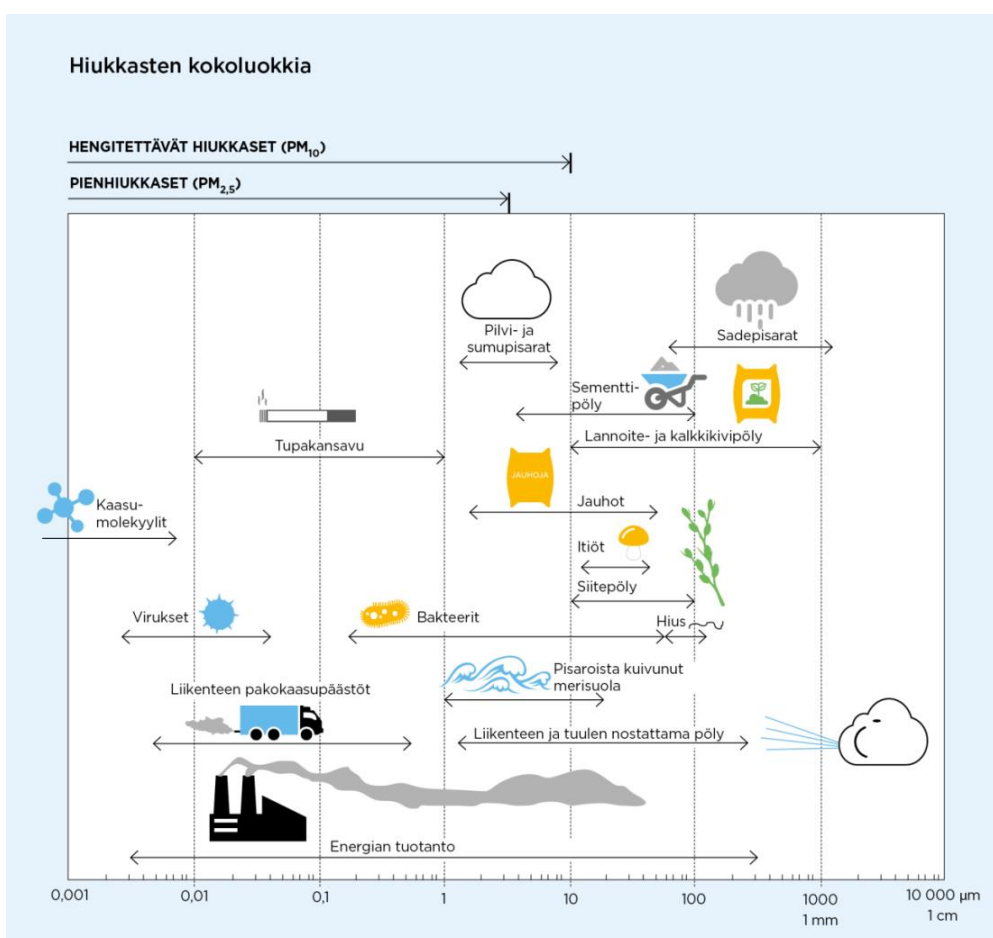 Hiukkasten kokoluokkia
HENGITETTÄVÄT HIUKKASET (PM10)
PIENHIUKKASET (PM2,5)
Pilvi- ja
sumupisarat
Sadepisarat
Sementti-
pöly
Lannoite- ja kalkkikivipöly
Tupakansavu
JAUHOJA
Jauhot
Kaasu-
molekyylit
Itiöt
Siitepöly
Virukset
Bakteerit
Hius
Pisaroista kuivunut
merisuola
Liikenteen pakokaasupäästöt
Liikenteen ja tuulen nostattama pöly
Energian tuotanto
0,001 0,01 0,1 1 10 100 1000 10 000 µm
1 mm 1 cm